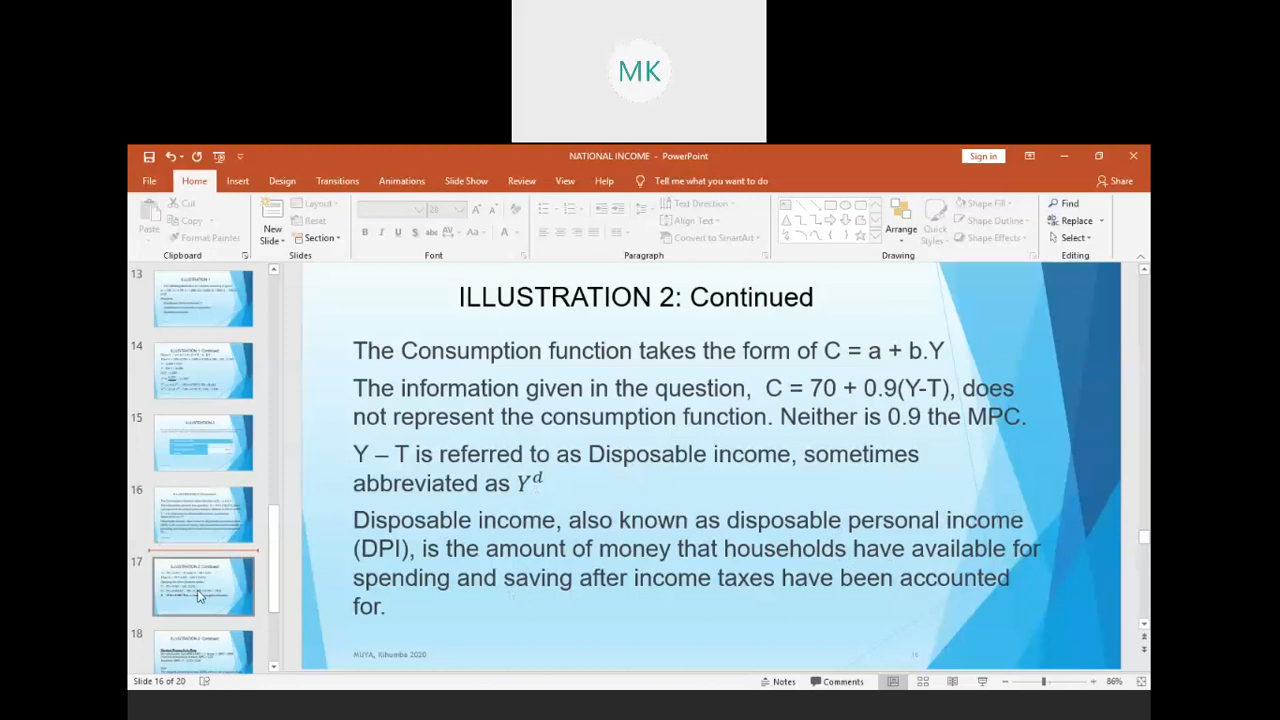 MK
NATIONAL INCOME - PowerPoint
Sign in
File Home Insert Design Transitions Animations Slide Show Review View Help Tell me what you want to do Share
Paste
Cut
Copy
Format Painter
Clipboard
New Slide
Layout
Reset
Section
Slides
28
Font
Text Direction
Align Text
Convert to SmartArt
Paragraph
Arrange
Quick Styles
Shape Fill
Shape Outline
Shape Effects
Drawing
Find
Replace
Select
Editing
13
14
15
16
17
18
ILLUSTRATION 2: Continued
The Consumption function takes the form of C = a + b.Y
The information given in the question, C = 70 + 0.9(Y-T), does
not represent the consumption function. Neither is 0.9 the MPC.
Y – T is referred to as Disposable income, sometimes
abbreviated as Y^d
Disposable income, also known as disposable personal income
(DPI), is the amount of money that households have available for
spending and saving after income taxes have been accounted
for.
MUYA, Kihumba 2020
16
Slide 16 of 20
Notes
Comments
86%